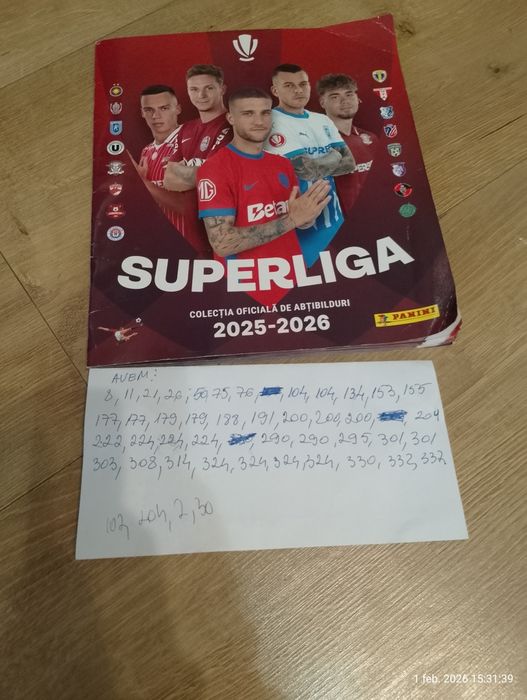 SUPERLIGA
COLECȚIA OFICIALĂ DE ABȚIBILDURI
2025-2026
PANINI
MG
Betan
SUPERB
AVEM:
8, 11, 21, 26, 50, 75, 76, 104, 104, 134, 153, 155
177, 177, 179, 179, 188, 191, 200, 200, 200, 204
222, 224, 224, 224, 290, 290, 295, 301, 301
303, 308, 314, 324, 324, 324, 324, 330, 332, 332
102, 204, 2, 30
1 feb. 2026 15:31:39